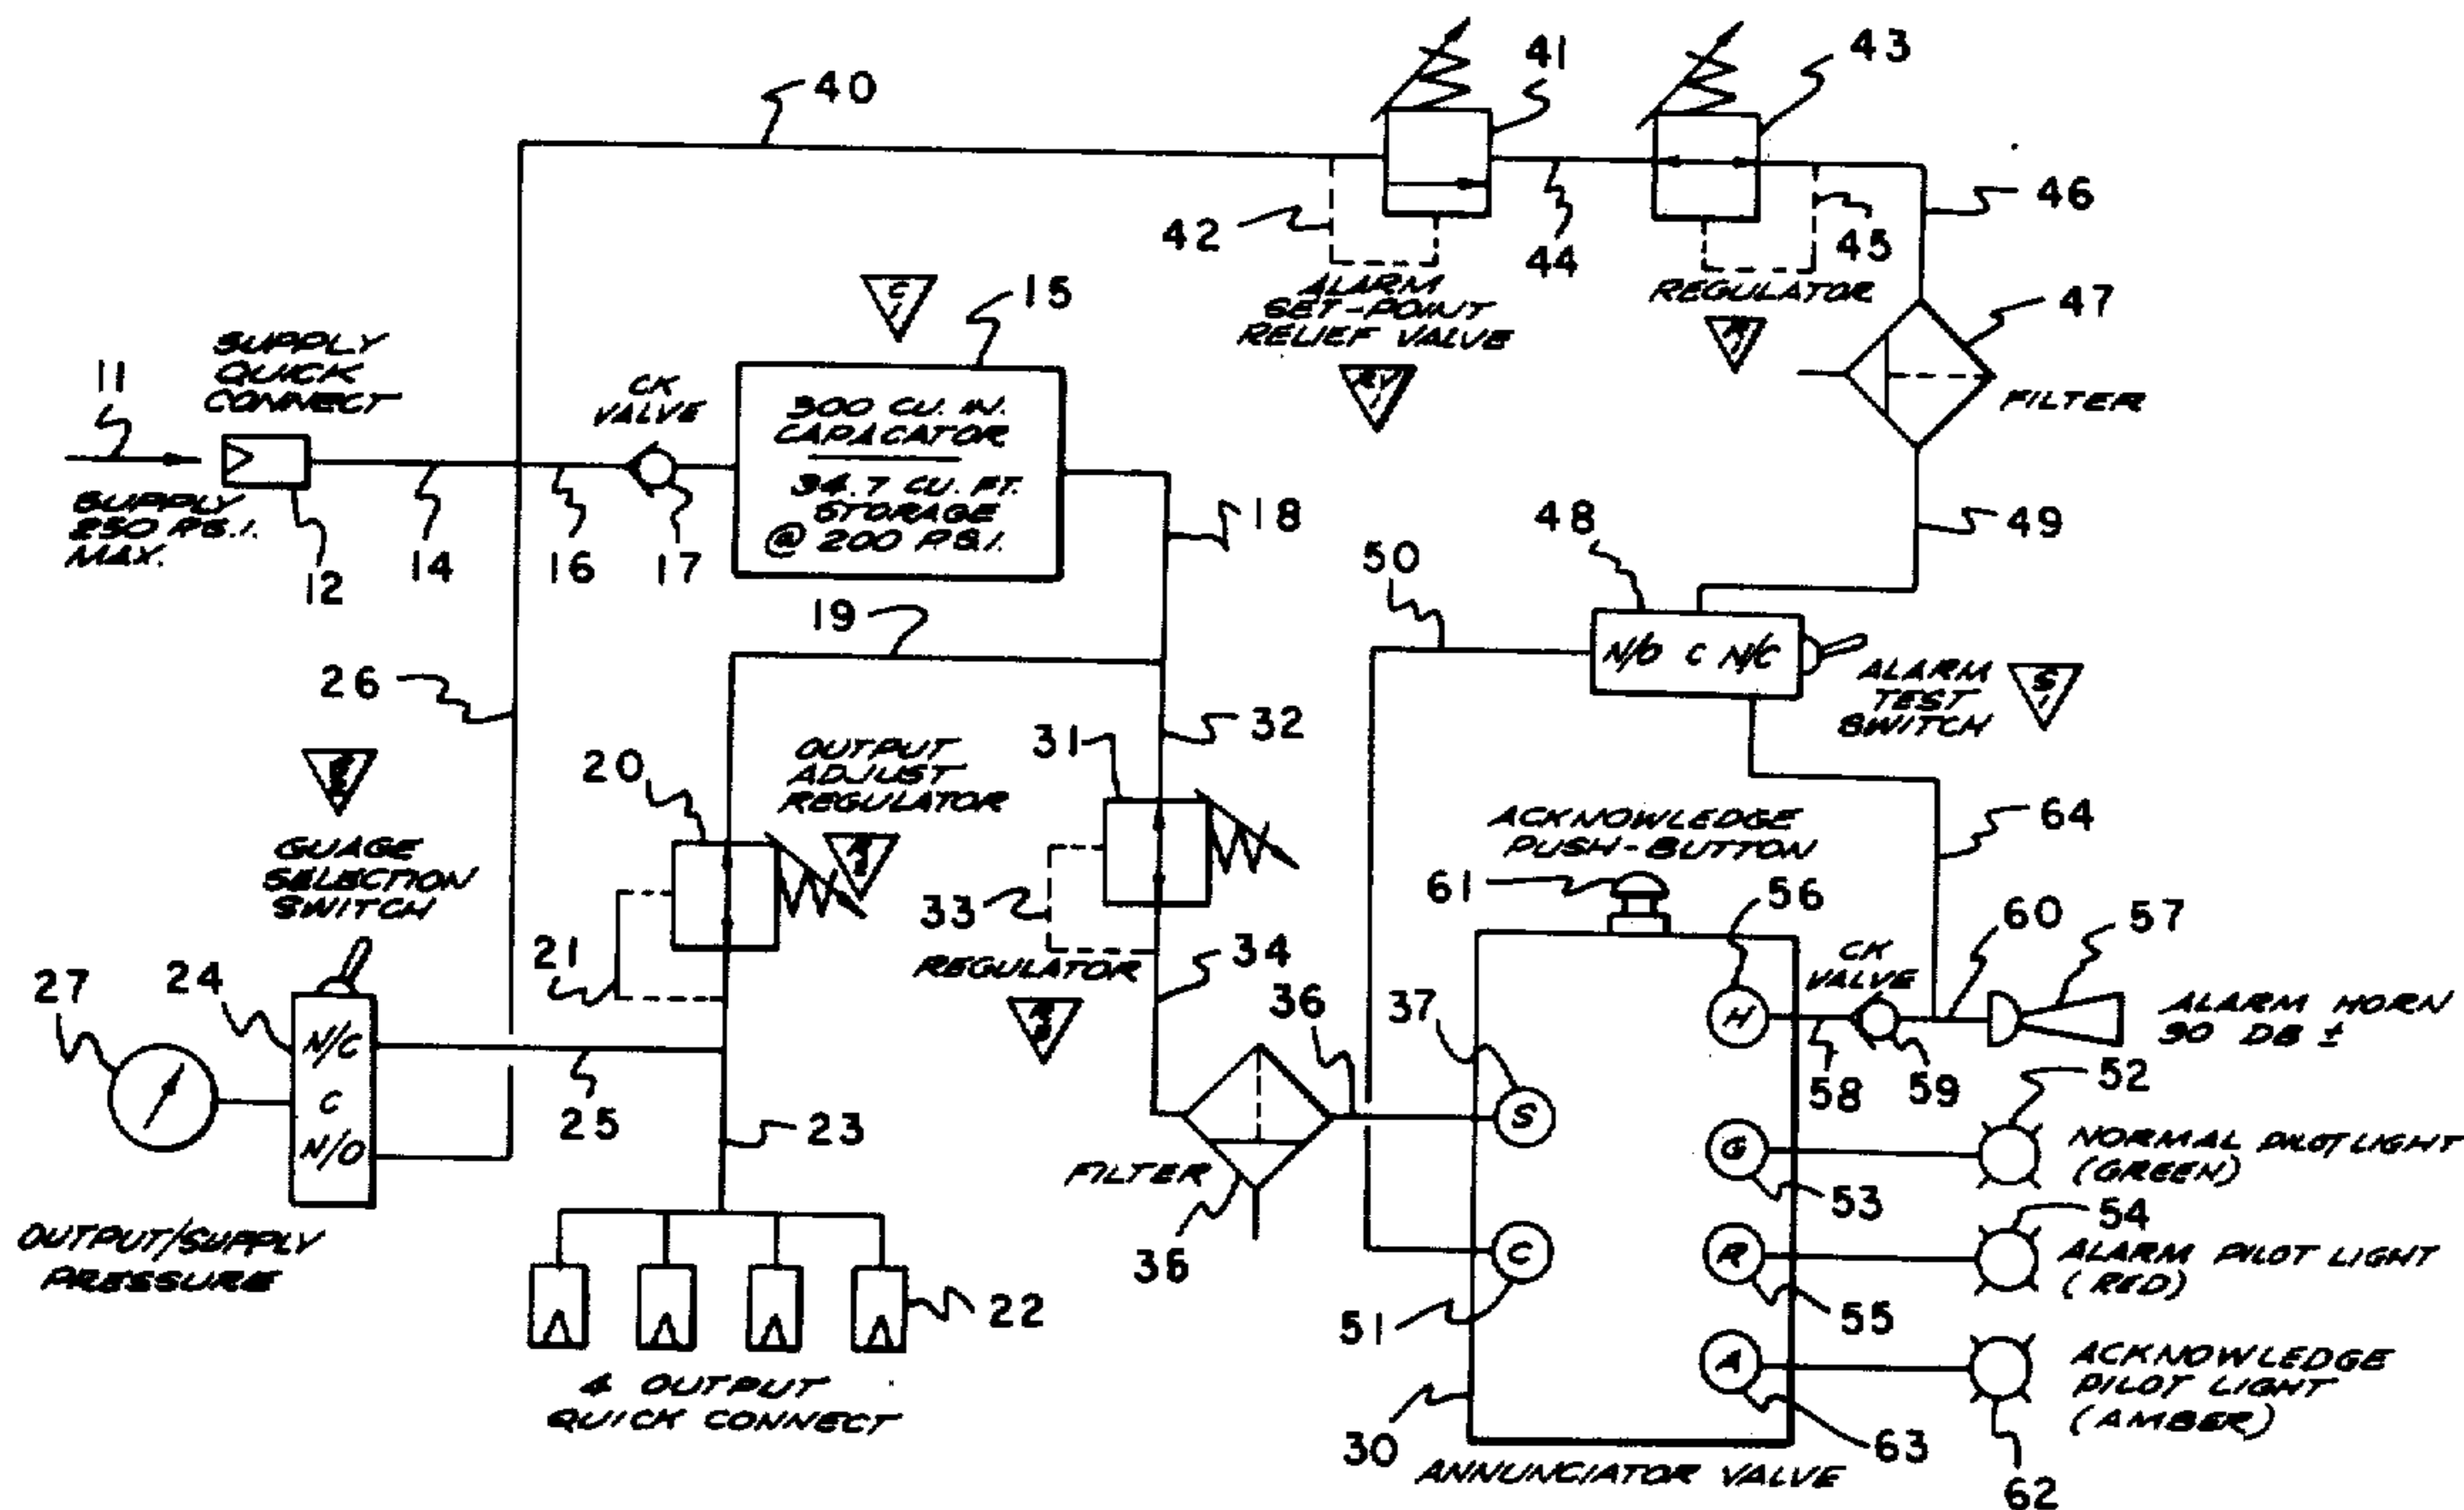 40
41
43
42
44
45
46
ALARM
SET-POINT
RELIEF VALVE
REGULATOR
RV
1
R
1
47
FILTER
C
1
15
11
SUPPLY
QUICK
CONNECT
CK
VALVE
300 CU. IN.
CAPACATOR
34.7 CU. FT.
STORAGE
@ 200 P.S.I.
SUPPLY
250 P.S.I.
MAX.
12
14
16
17
18
19
48
49
50
N/O C N/C
ALARM
TEST
SWITCH
S
1
26
20
OUTPUT
ADJUST
REGULATOR
31
32
GUAGE
SELECTION
SWITCH
33
REGULATOR
34
ACKNOWLEDGE
PUSH-BUTTON
61
56
64
27
24
N/C
C
N/O
21
25
23
OUTPUT/SUPPLY
PRESSURE
36
37
S
FILTER
36
C
51
H
CK
VALVE
60
57
ALARM HORN
90 DB ±
58
59
52
G
53
NORMAL PILOT LIGHT
(GREEN)
54
R
55
ALARM PILOT LIGHT
(RED)
A
63
ACKNOWLEDGE
PILOT LIGHT
(AMBER)
62
22
4 OUTPUT
QUICK CONNECT
30
ANNUNCIATOR VALVE